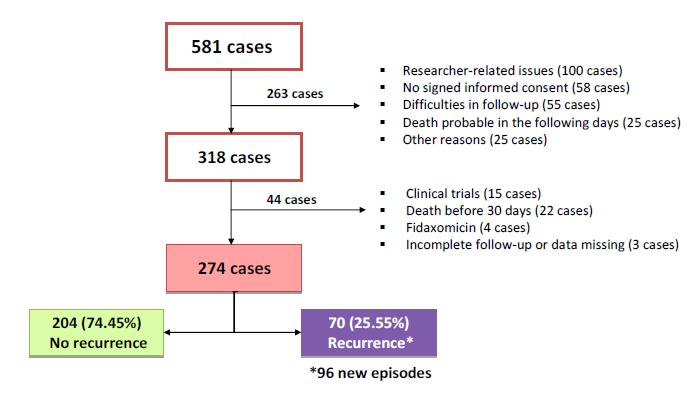 581 cases
263 cases
▪ Researcher-related issues (100 cases)
▪ No signed informed consent (58 cases)
▪ Difficulties in follow-up (55 cases)
▪ Death probable in the following days (25 cases)
▪ Other reasons (25 cases)
318 cases
44 cases
▪ Clinical trials (15 cases)
▪ Death before 30 days (22 cases)
▪ Fidaxomicin (4 cases)
▪ Incomplete follow-up or data missing (3 cases)
274 cases
204 (74.45%)
No recurrence
70 (25.55%)
Recurrence*
*96 new episodes